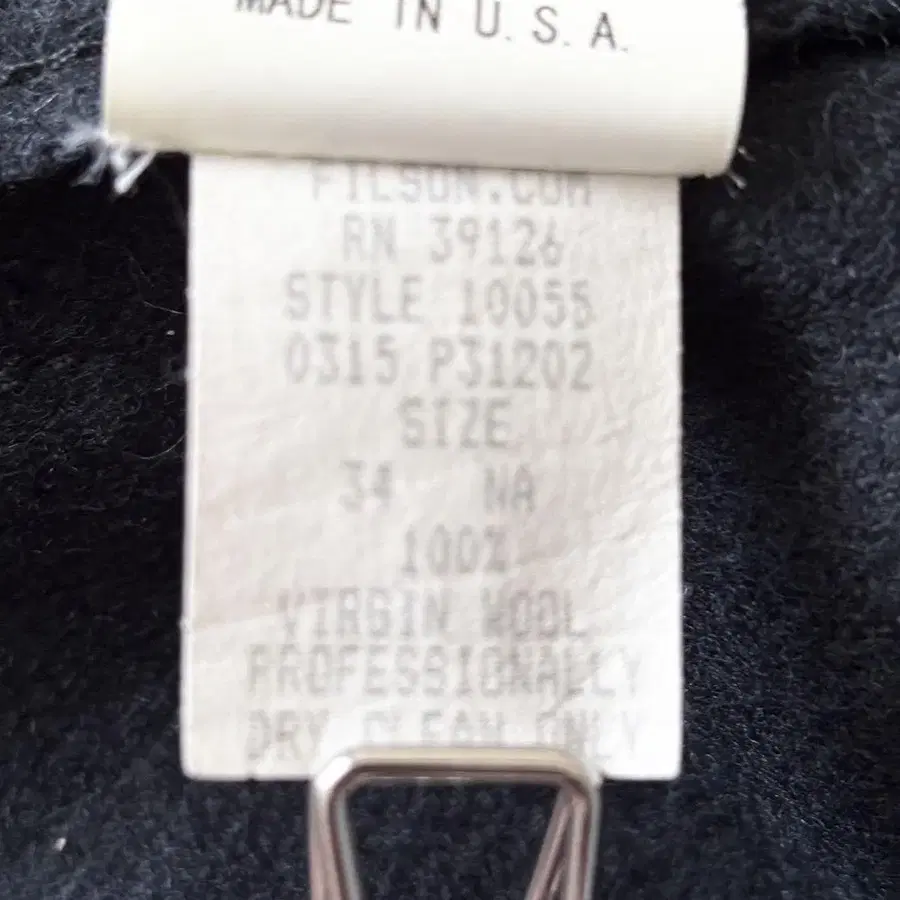 MADE IN U.S.A.
FILSON.COM
RN 39126
STYLE 10055
0315 P31202
SIZE
34 NA
100%
VIRGIN WOOL
PROFESSIONALLY
DRY CLEAN ONLY